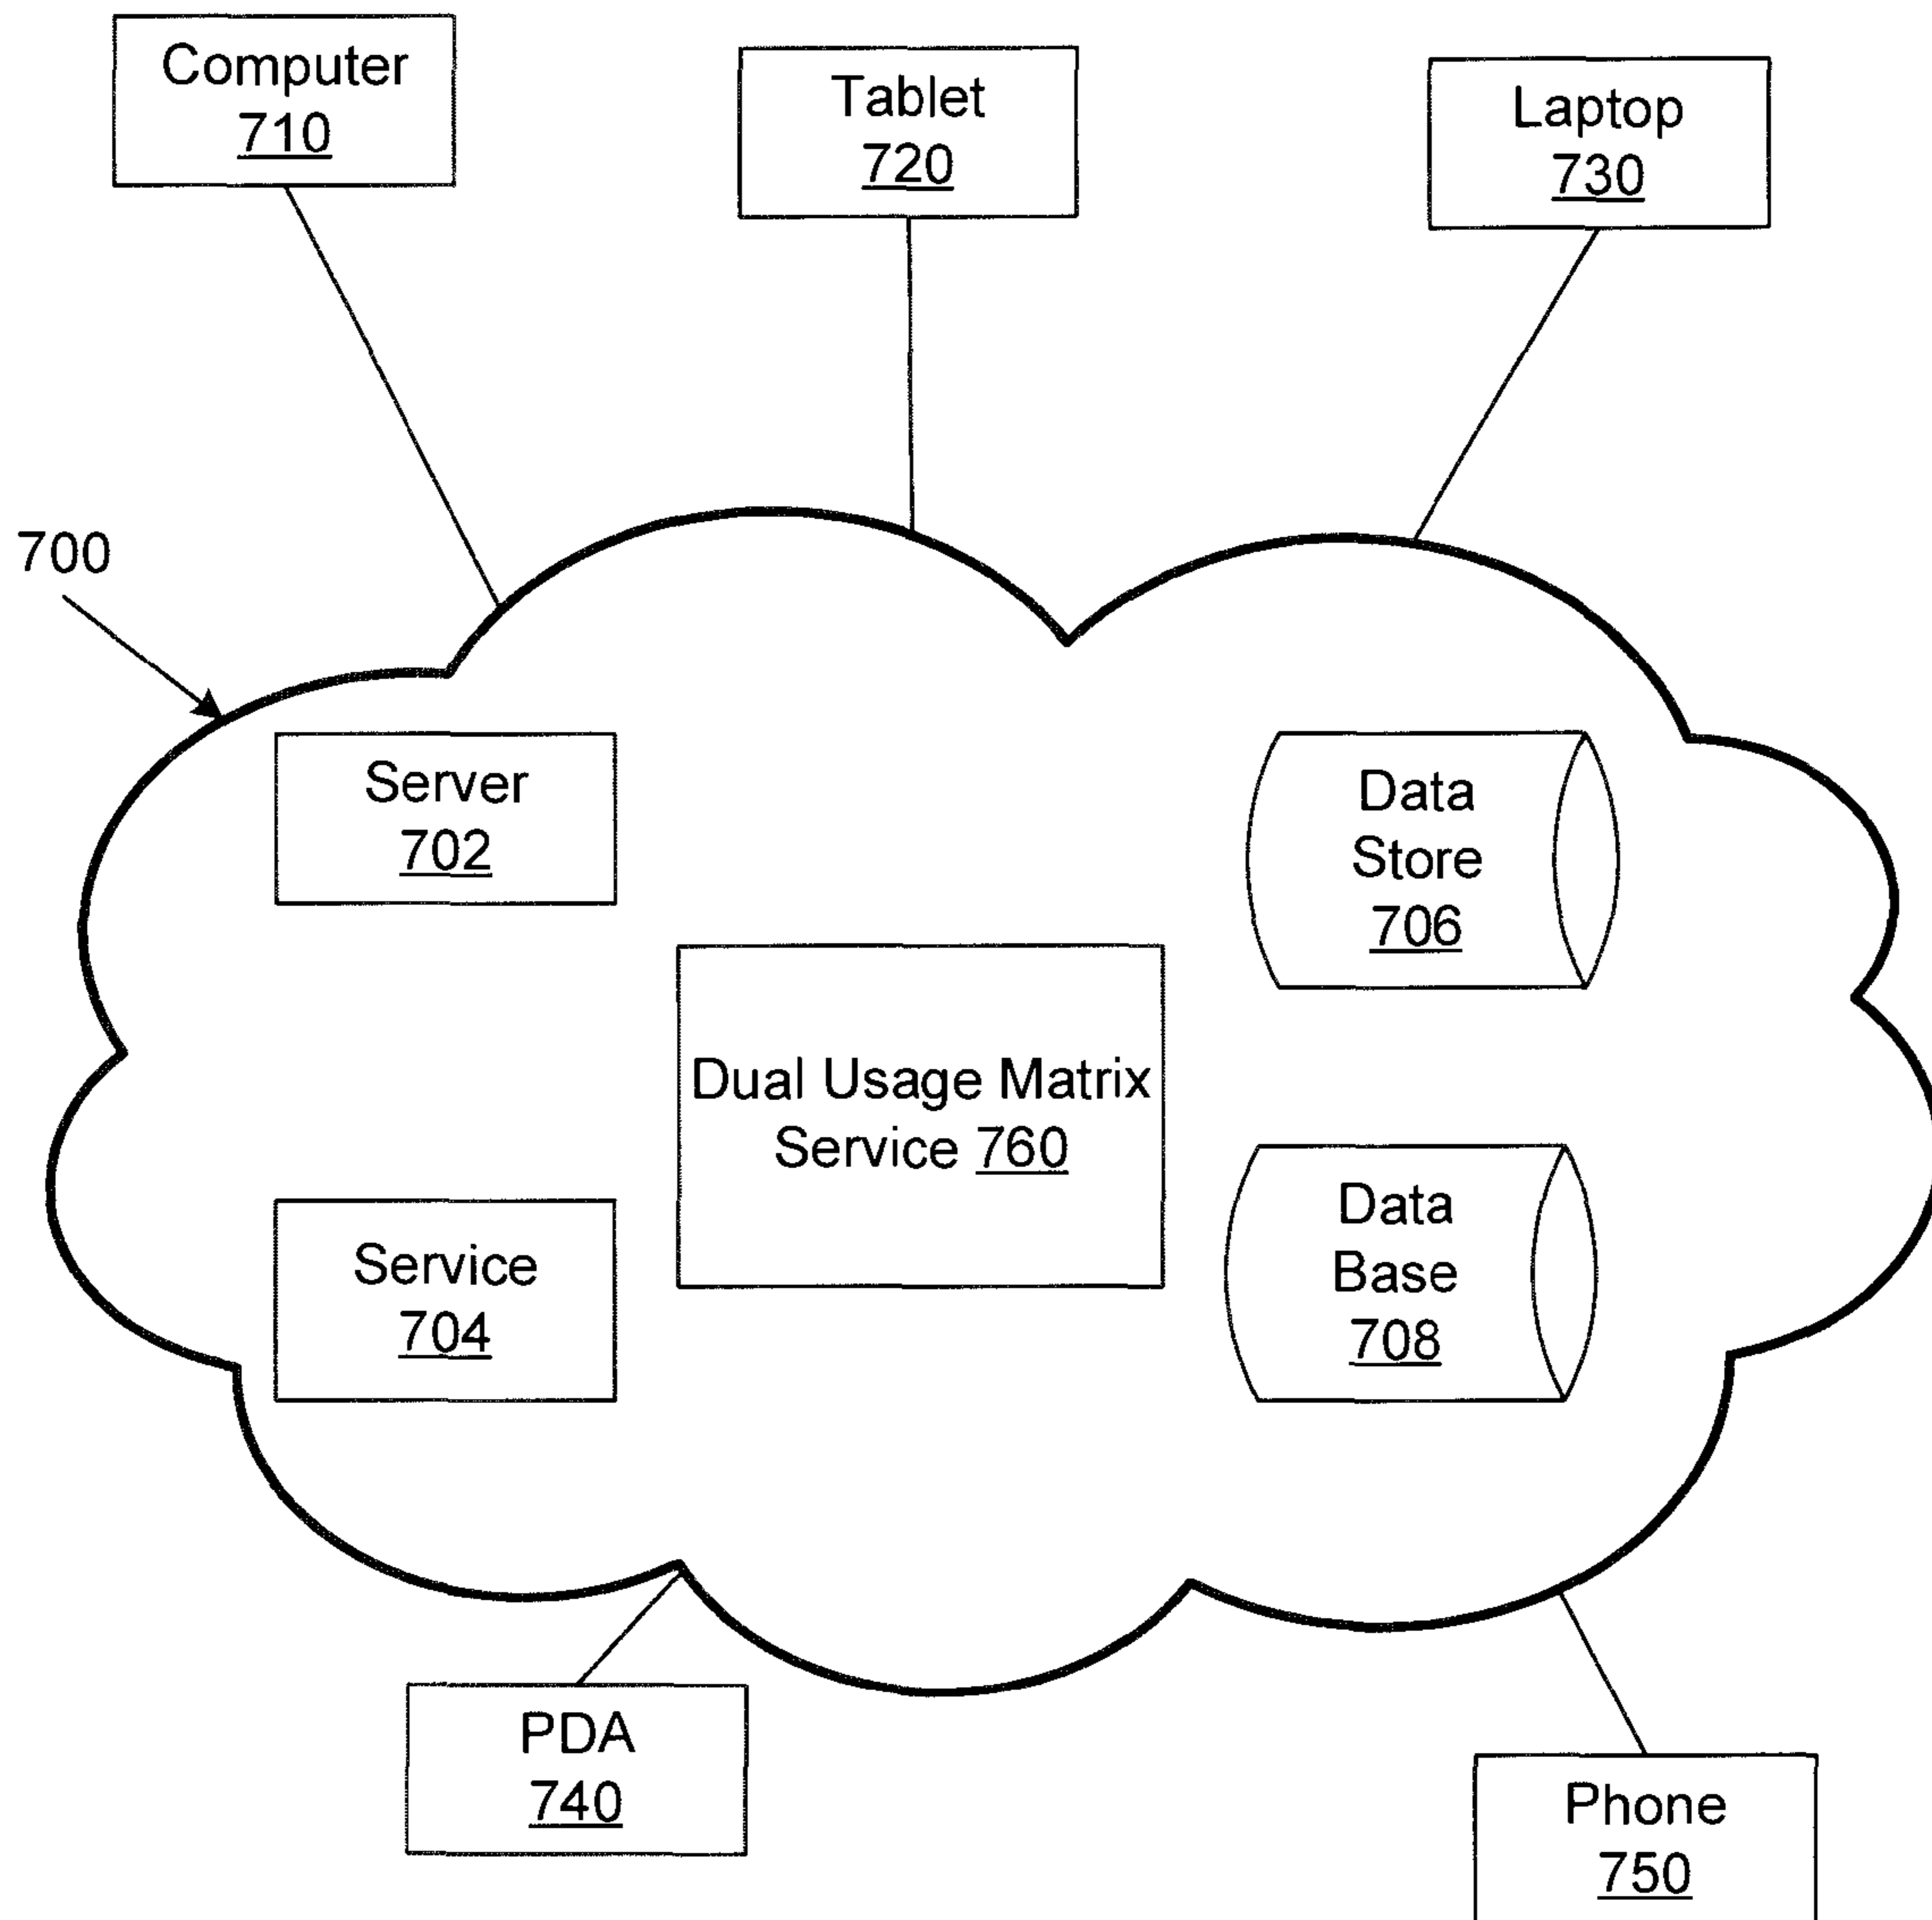 Computer
710
Tablet
720
Laptop
730
700
Server
702
Data
Store
706
Dual Usage Matrix
Service 760
Service
704
Data
Base
708
PDA
740
Phone
750